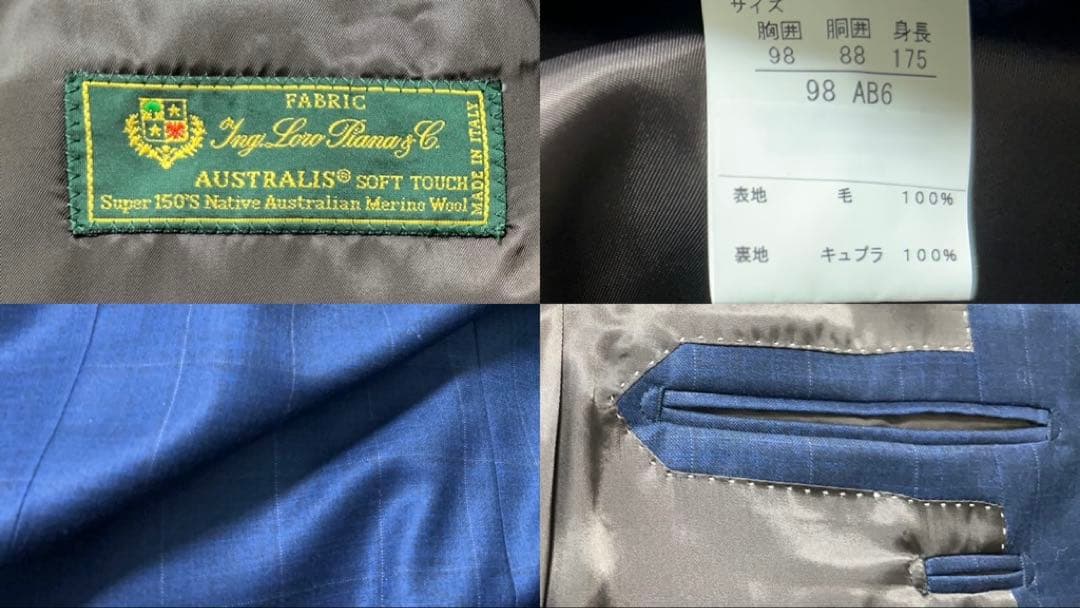 FABRIC
Ing. Loro Piana & C.
AUSTRALIS® SOFT TOUCH
Super 150'S Native Australian Merino Wool
MADE IN ITALY
サイズ
胸囲 胴囲 身長
98 88 175
98 AB6
表地 毛 100%
裏地 キュプラ 100%